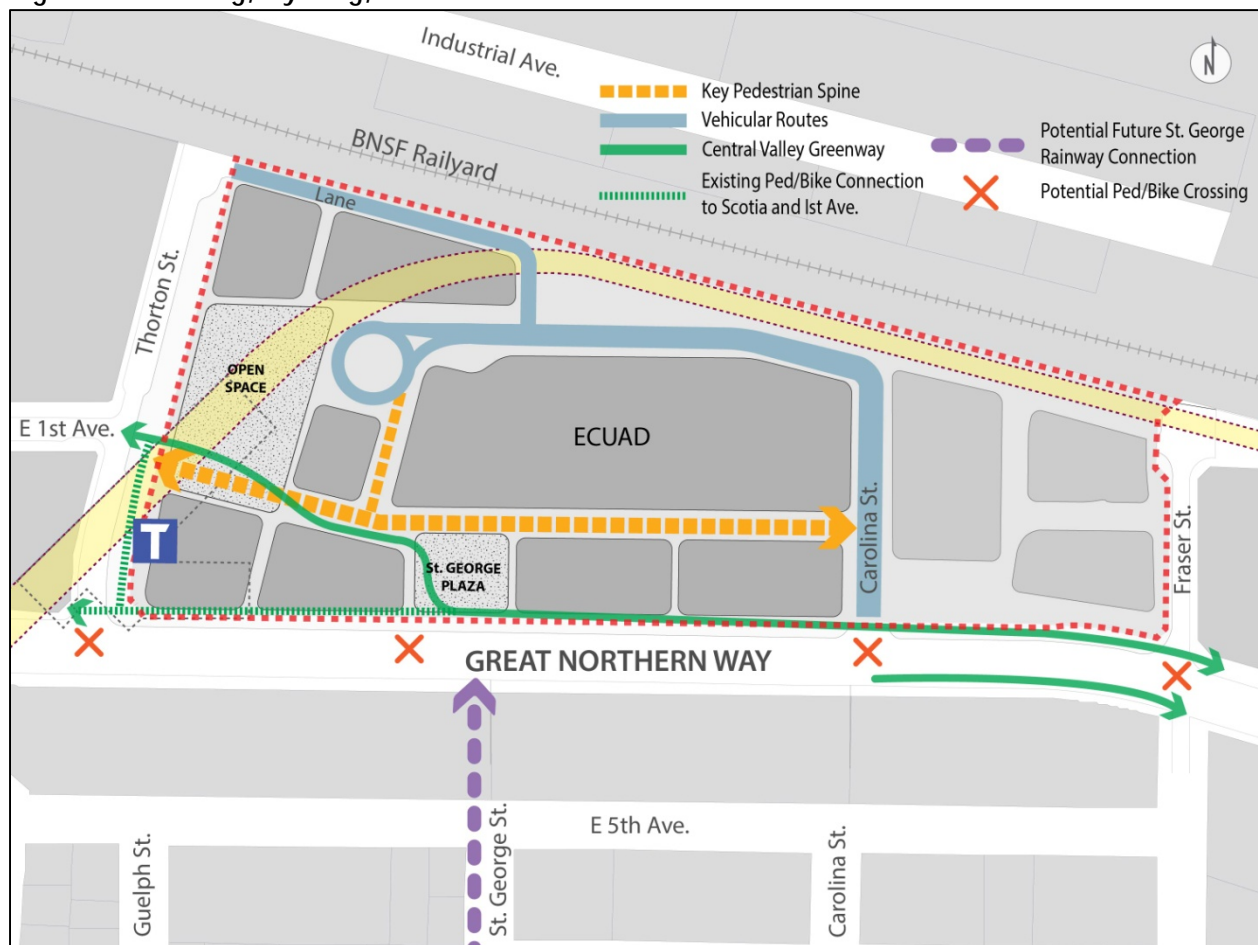 Industrial Ave.
N
Key Pedestrian Spine
Vehicular Routes
Central Valley Greenway
Existing Ped/Bike Connection
to Scotia and Ist Ave.
Potential Future St. George
Rainway Connection
Potential Ped/Bike Crossing
BNSF Railyard
Lane
Thorton St.
OPEN
SPACE
E 1st Ave.
ECUAD
T
St. GEORGE
PLAZA
Carolina St.
Fraser St.
GREAT NORTHERN WAY
E 5th Ave.
Guelph St.
St. George St.
Carolina St.